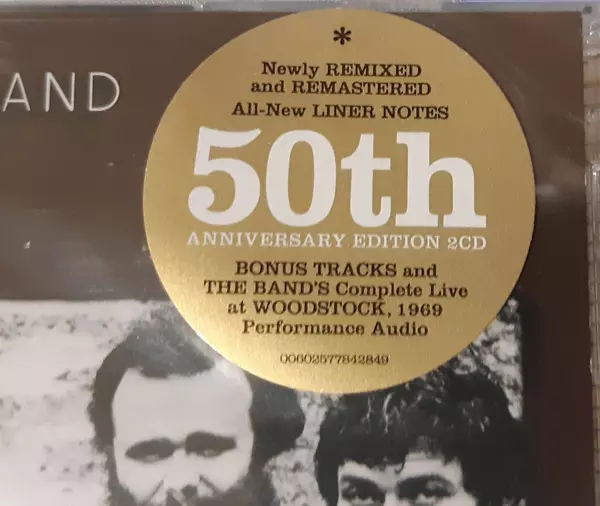 AND
*
Newly REMIXED
and REMASTERED
All-New LINER NOTES
50th
ANNIVERSARY EDITION 2CD
BONUS TRACKS and
THE BAND'S Complete Live
at WOODSTOCK, 1969
Performance Audio
00602577842849